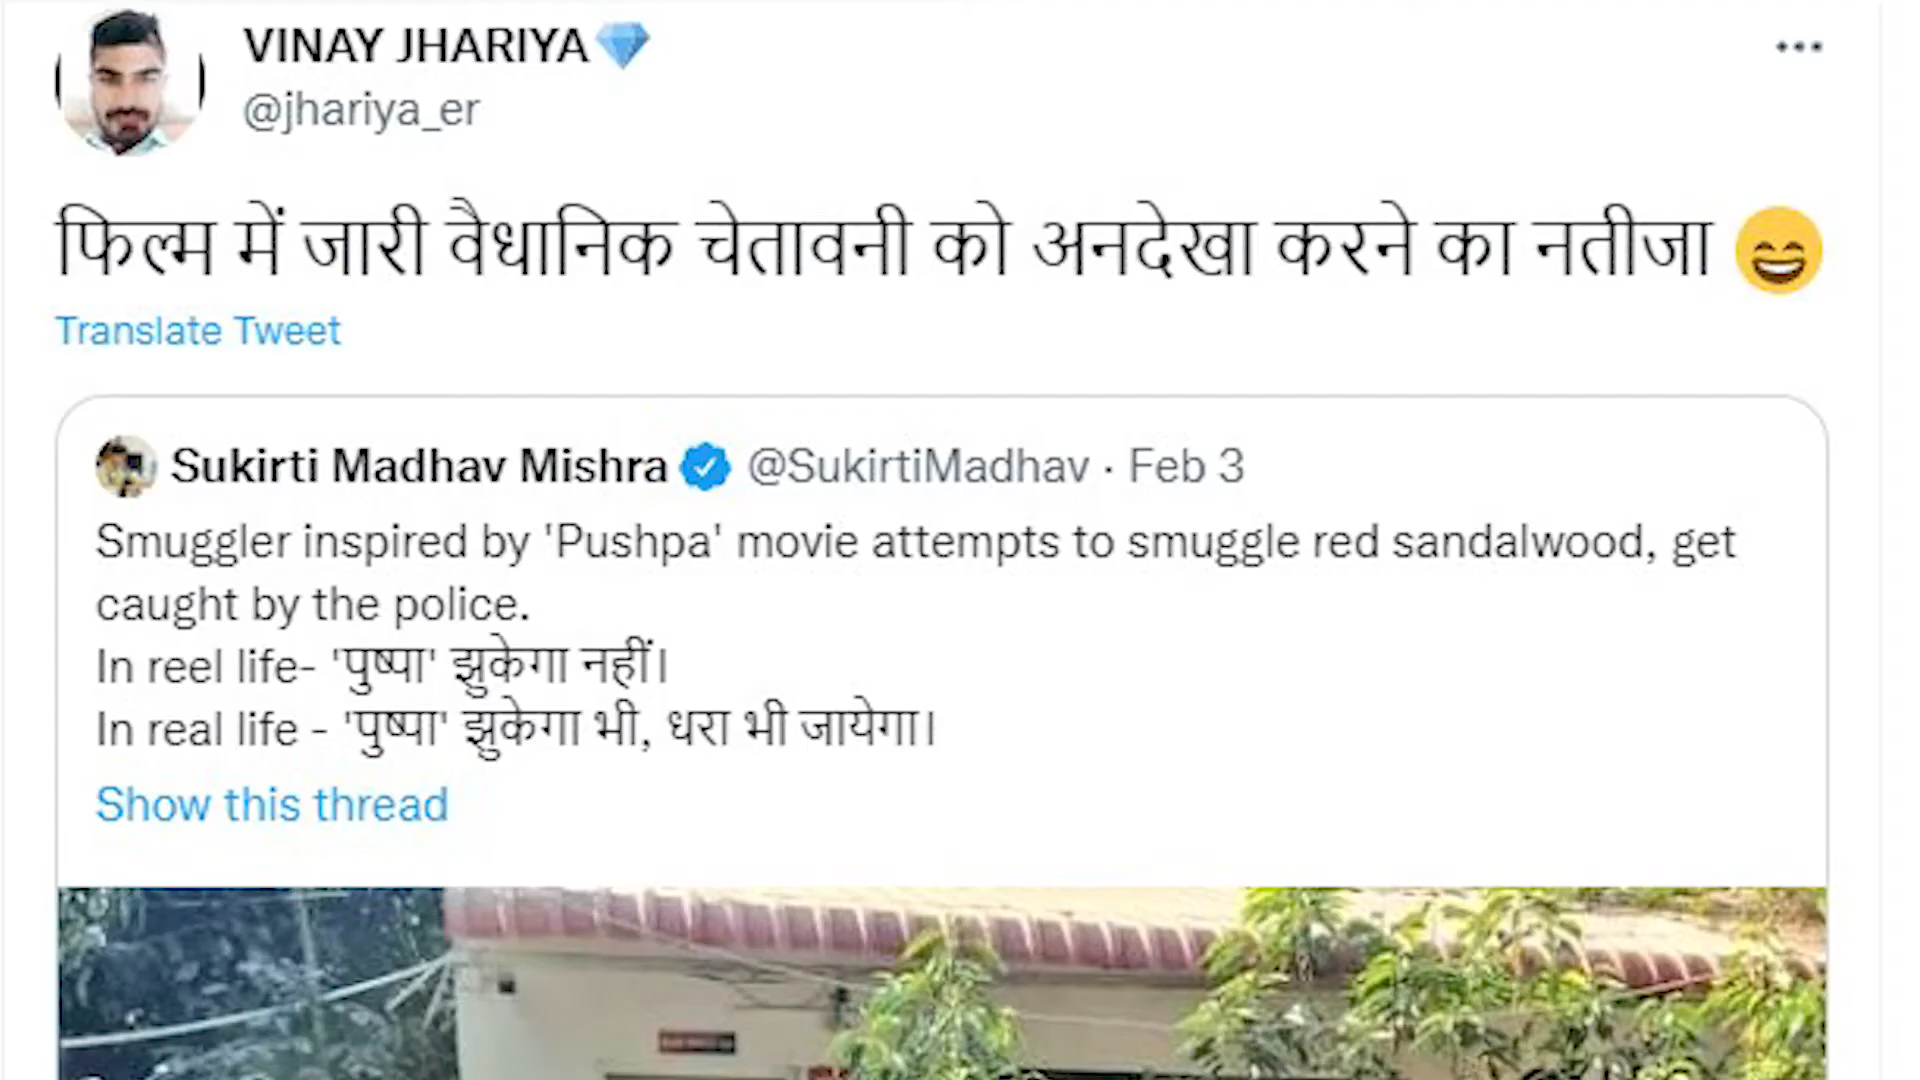 VINAY JHARIYA
@jhariya_er
फिल्म में जारी वैधानिक चेतावनी को अनदेखा करने का नतीजा 😄
Translate Tweet
Sukirti Madhav Mishra @SukirtiMadhav · Feb 3
Smuggler inspired by 'Pushpa' movie attempts to smuggle red sandalwood, get
caught by the police.
In reel life- 'पुष्पा' झुकेगा नहीं।
In real life - 'पुष्पा' झुकेगा भी, धरा भी जायेगा।
Show this thread